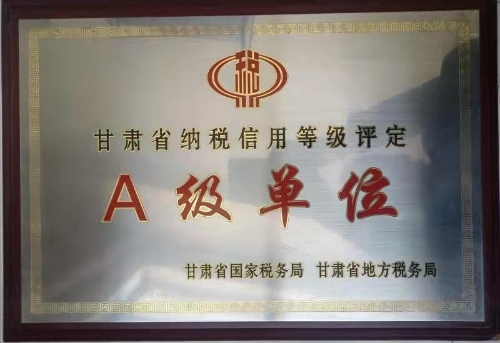 税
甘肃省纳税信用等级评定
A级单位
甘肃省国家税务局 甘肃省地方税务局